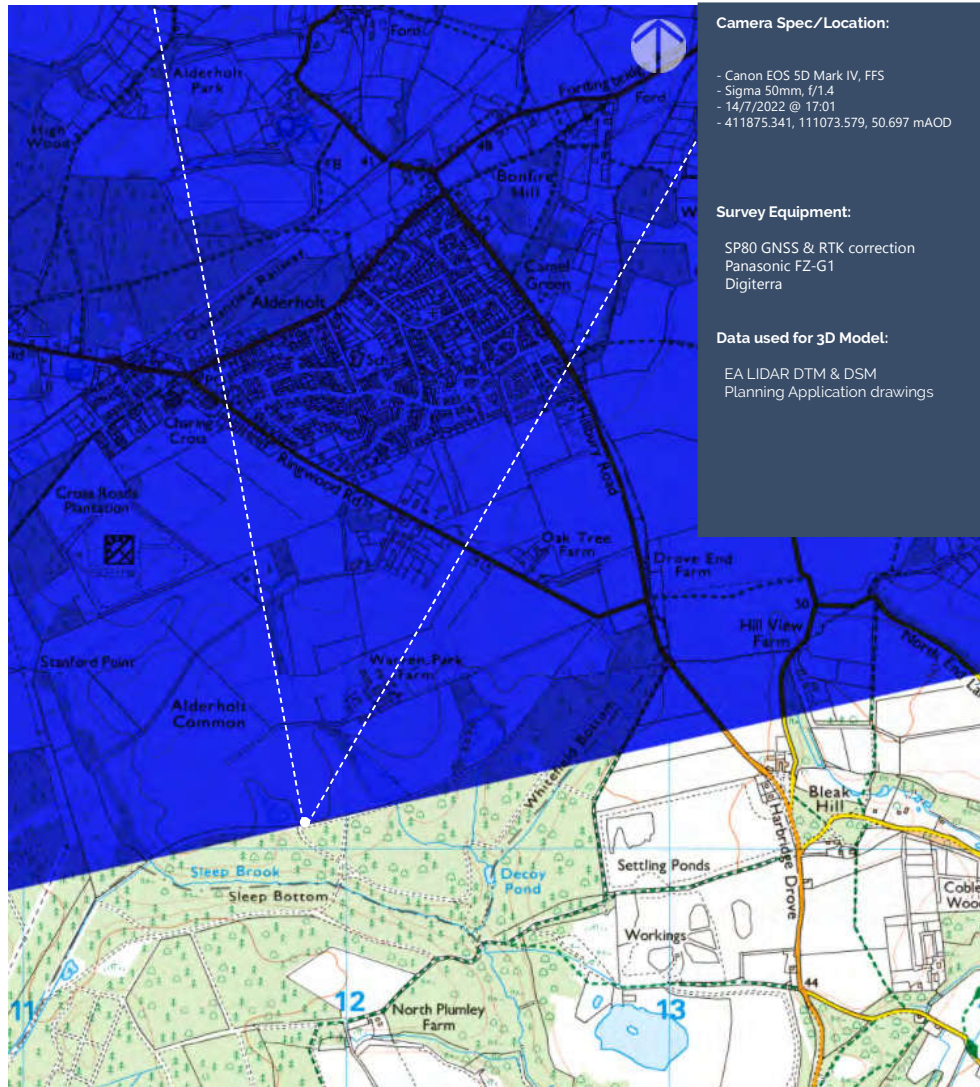 Camera Spec/Location:
- Canon EOS 5D Mark IV, FFS
- Sigma 50mm, f/1.4
- 14/7/2022 @ 17:01
- 411875.341, 111073.579, 50.697 mAOD
Survey Equipment:
SP80 GNSS & RTK correction
Panasonic FZ-G1
Digiterra
Data used for 3D Model:
EA LIDAR DTM & DSM
Planning Application drawings
Ford
Alderholt
Park
High
Wood
Ford
41
48
Bonfire
Hill
Alderholt
Camel
Green
Sch
Charing
Cross
Ringwood Rd
Hillbury Road
Cross Roads
Plantation
Oak Tree
Farm
Drove End
Farm
50
Hill View
Farm
Stanford Point
Warren Park
Farm
Alderholt
Common
Whitefield Bottom
North End
Bleak
Hill
Harbridge Drove
Sleep Brook
Sleep Bottom
Decoy
Pond
Settling Ponds
Workings
44
11
12
13
North Plumley
Farm